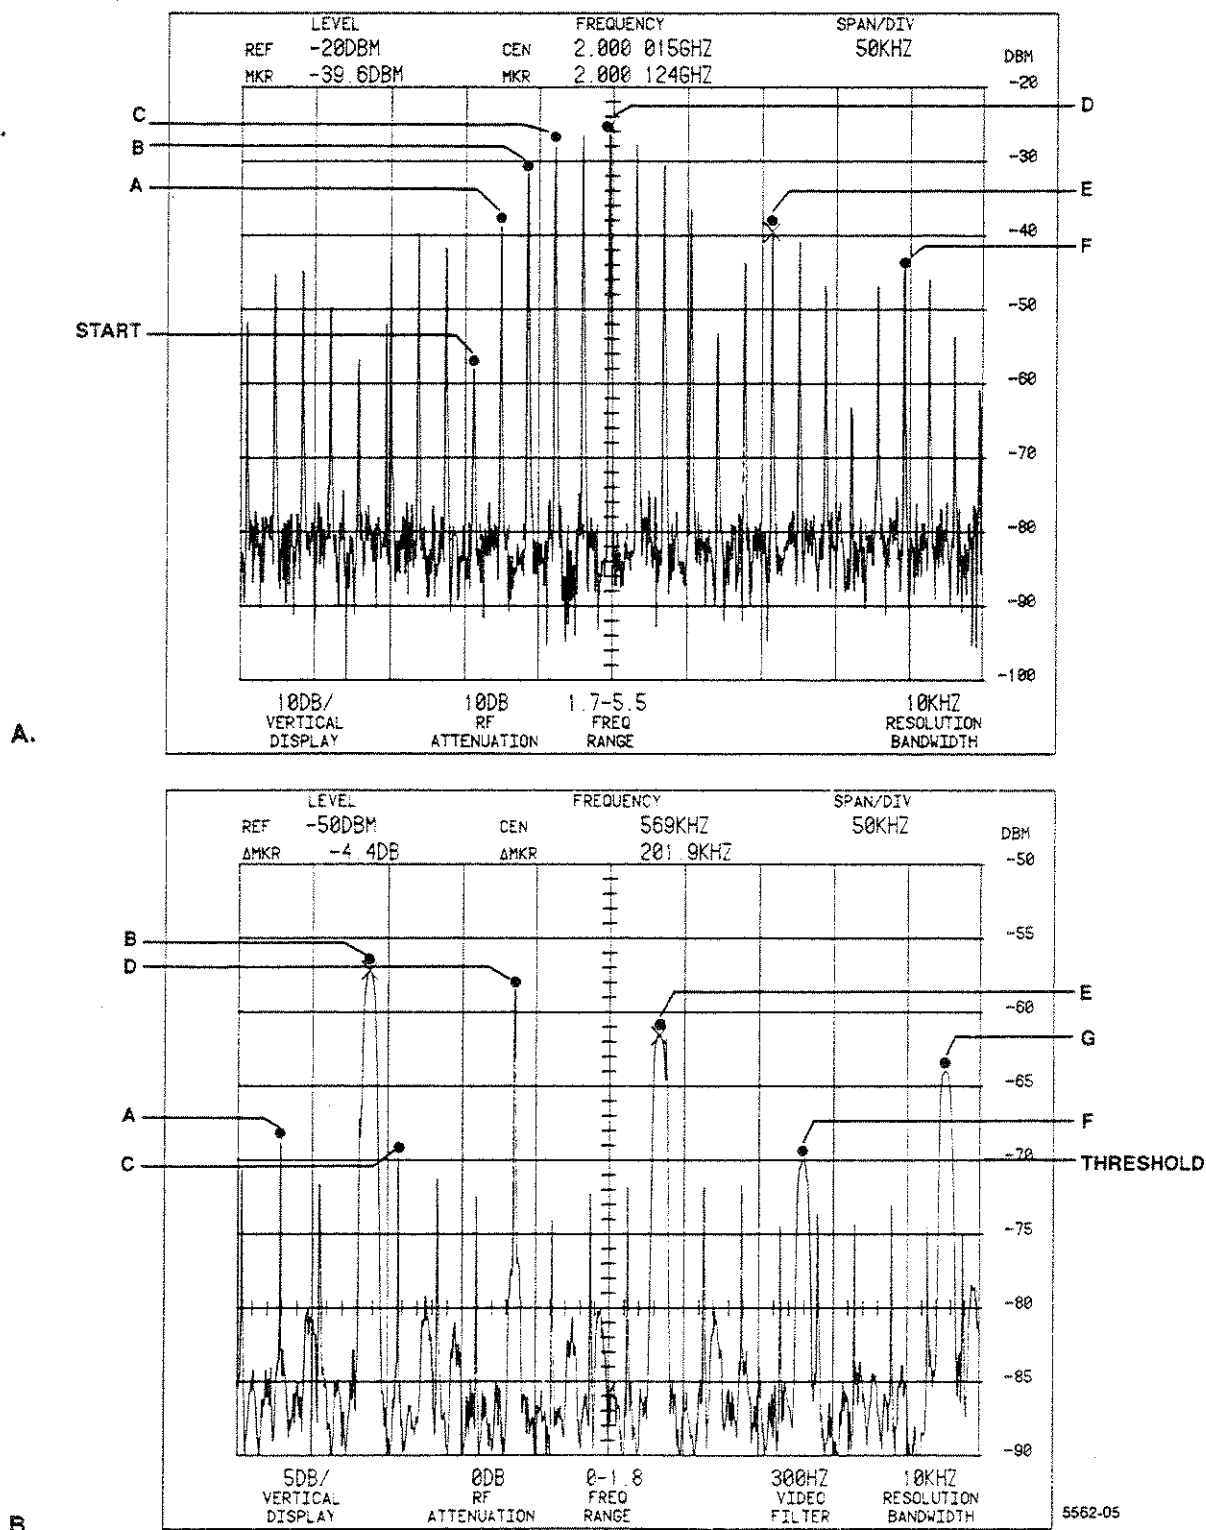 LEVEL FREQUENCY SPAN/DIV
REF -20DBM CEN 2.000 015GHZ 50KHZ DBM
MKR -39.6DBM MKR 2.000 124GHZ
-20
C
D
B
-30
A
E
-40
F
-50
START
-60
-70
-80
-90
-100
10DB/ 10DB 1.7-5.5 10KHZ
VERTICAL RF FREQ RESOLUTION
DISPLAY ATTENUATION RANGE BANDWIDTH
A.
LEVEL FREQUENCY SPAN/DIV
REF -50DBM CEN 569KHZ 50KHZ DBM
ΔMKR -4.4DB ΔMKR 201.9KHZ
-50
B
-55
D
E
-60
G
-65
A
F
C
-70 THRESHOLD
-75
-80
-85
-90
5DB/ 0DB 0-1.8 300HZ 10KHZ
VERTICAL RF FREQ VIDEO RESOLUTION
DISPLAY ATTENUATION RANGE FILTER BANDWIDTH
5562-05
B